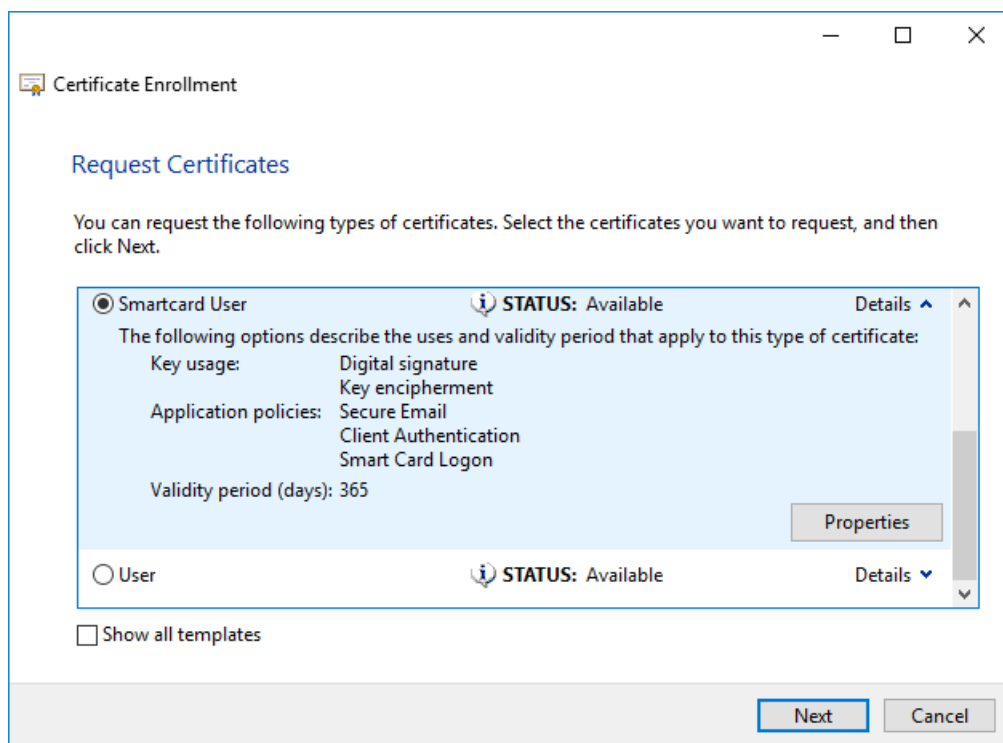 Certificate Enrollment
Request Certificates
You can request the following types of certificates. Select the certificates you want to request, and then
click Next.
Smartcard User STATUS: Available Details
The following options describe the uses and validity period that apply to this type of certificate:
Key usage: Digital signature
Key encipherment
Application policies: Secure Email
Client Authentication
Smart Card Logon
Validity period (days): 365
Properties
User STATUS: Available Details
Show all templates
Next Cancel